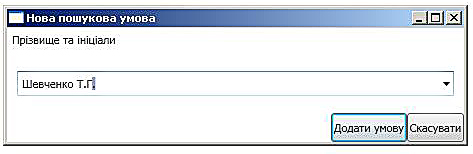 Нова пошукова умова
Прізвище та ініціали
Шевченко Т.Г.
Додати умову Скасувати